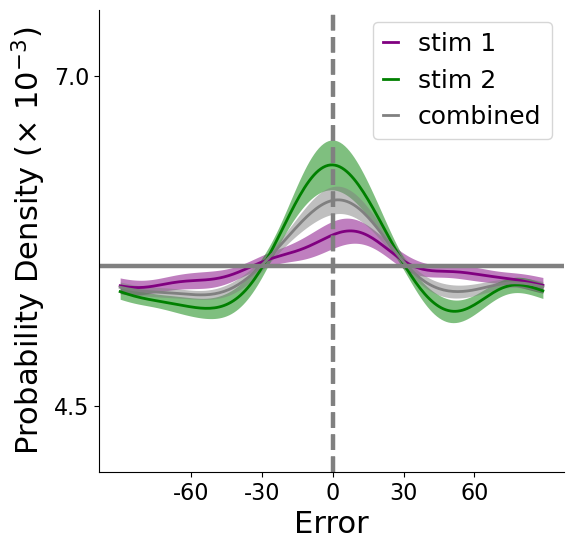 stim 1
stim 2
combined
Probability Density (× 10⁻³)
7.0
4.5
-60 -30 0 30 60
Error